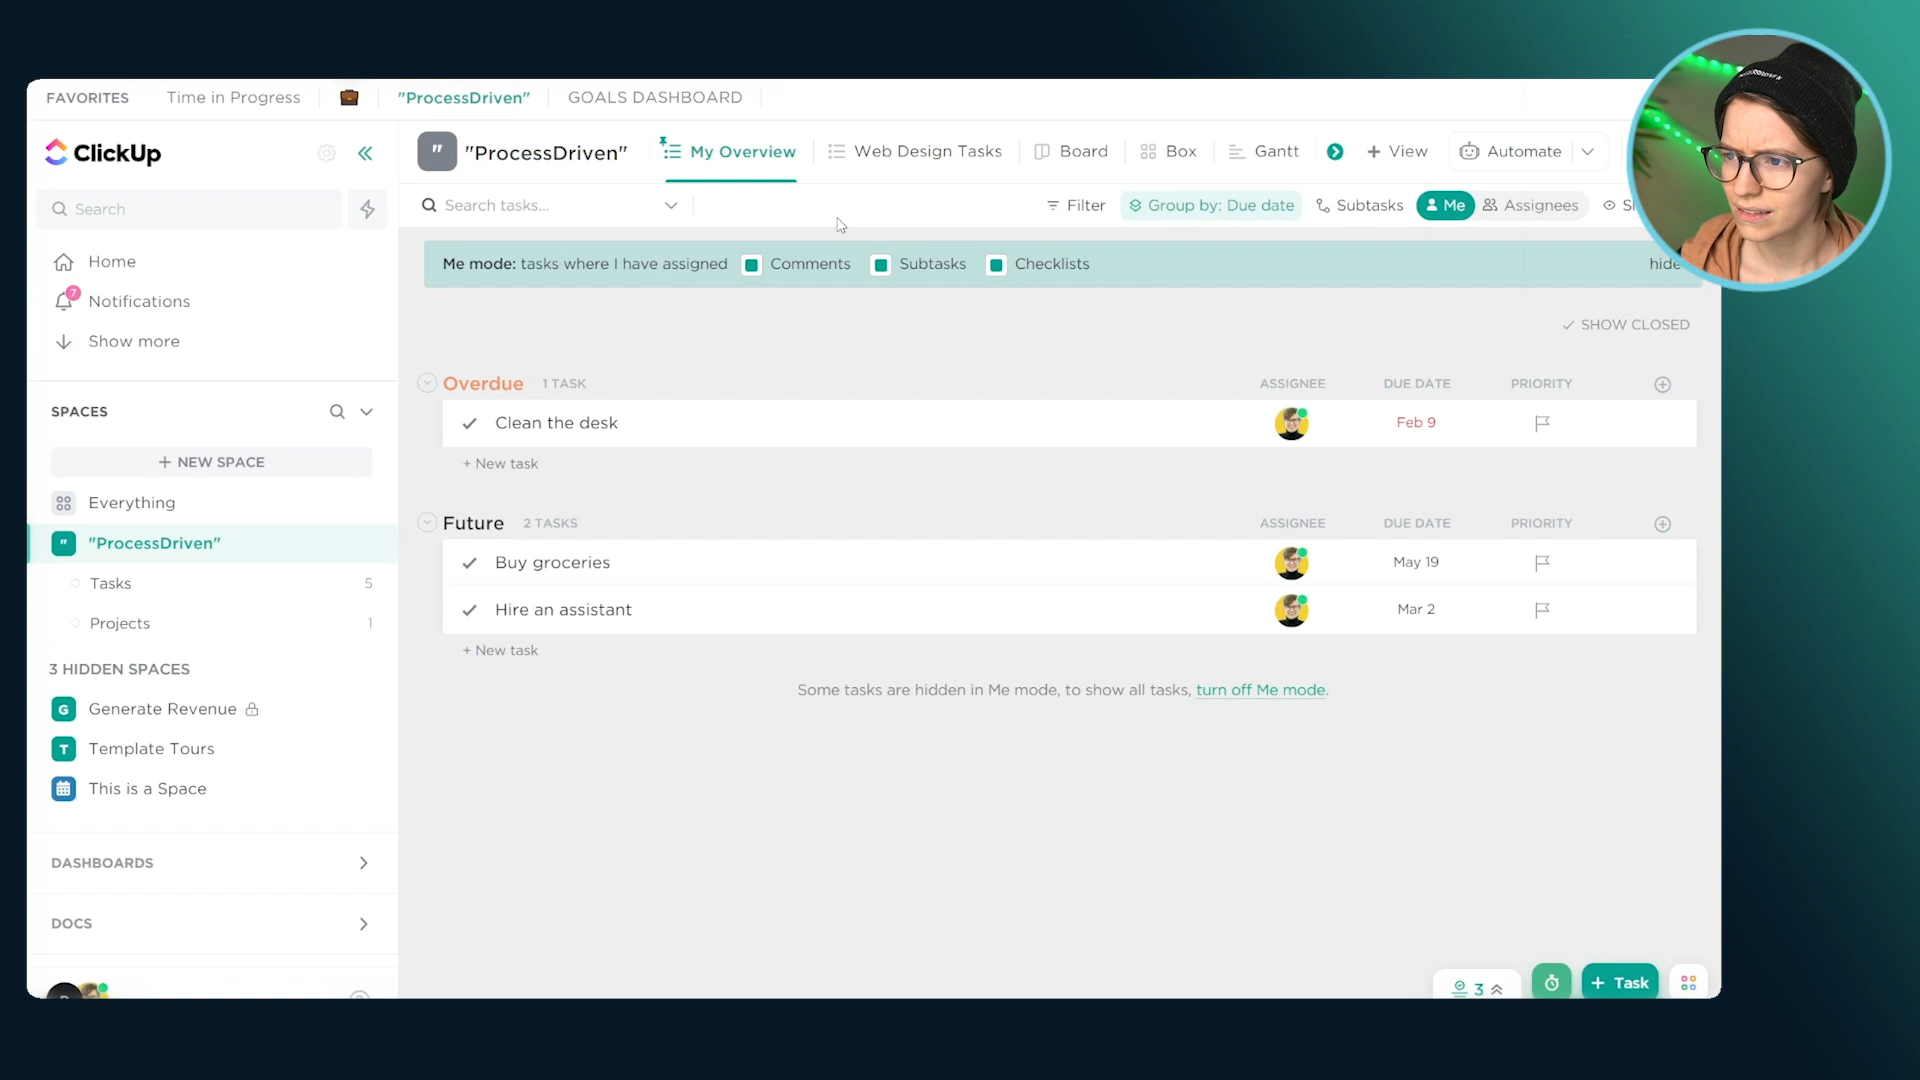 FAVORITES Time in Progress "ProcessDriven" GOALS DASHBOARD
ClickUp
"ProcessDriven" My Overview Web Design Tasks Board Box Gantt + View Automate
Search
Search tasks... Filter Group by: Due date Subtasks Me Assignees
Home
Me mode: tasks where I have assigned Comments Subtasks Checklists hide
7
Notifications
SHOW CLOSED
Show more
Overdue 1 TASK ASSIGNEE DUE DATE PRIORITY
SPACES
Clean the desk Feb 9
+ NEW SPACE
+ New task
Everything
Future 2 TASKS ASSIGNEE DUE DATE PRIORITY
" "ProcessDriven"
Buy groceries May 19
Tasks 5
Hire an assistant Mar 2
Projects 1
+ New task
3 HIDDEN SPACES
Some tasks are hidden in Me mode, to show all tasks, turn off Me mode.
G Generate Revenue
T Template Tours
This is a Space
DASHBOARDS
DOCS
3 + Task